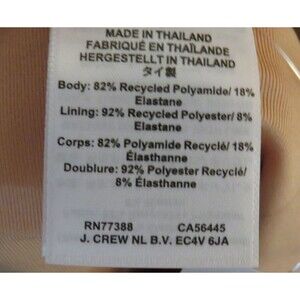 MADE IN THAILAND
FABRIQUÉ EN THAÏLANDE
HERGESTELLT IN THAILAND
タイ製
Body: 82% Recycled Polyamide/ 18%
Elastane
Lining: 92% Recycled Polyester/ 8%
Elastane
Corps: 82% Polyamide Recyclé/ 18%
Élasthanne
Doublure: 92% Polyester Recyclé/
8% Élasthanne
RN77388 CA56445
J. CREW NL B.V. EC4V 6JA